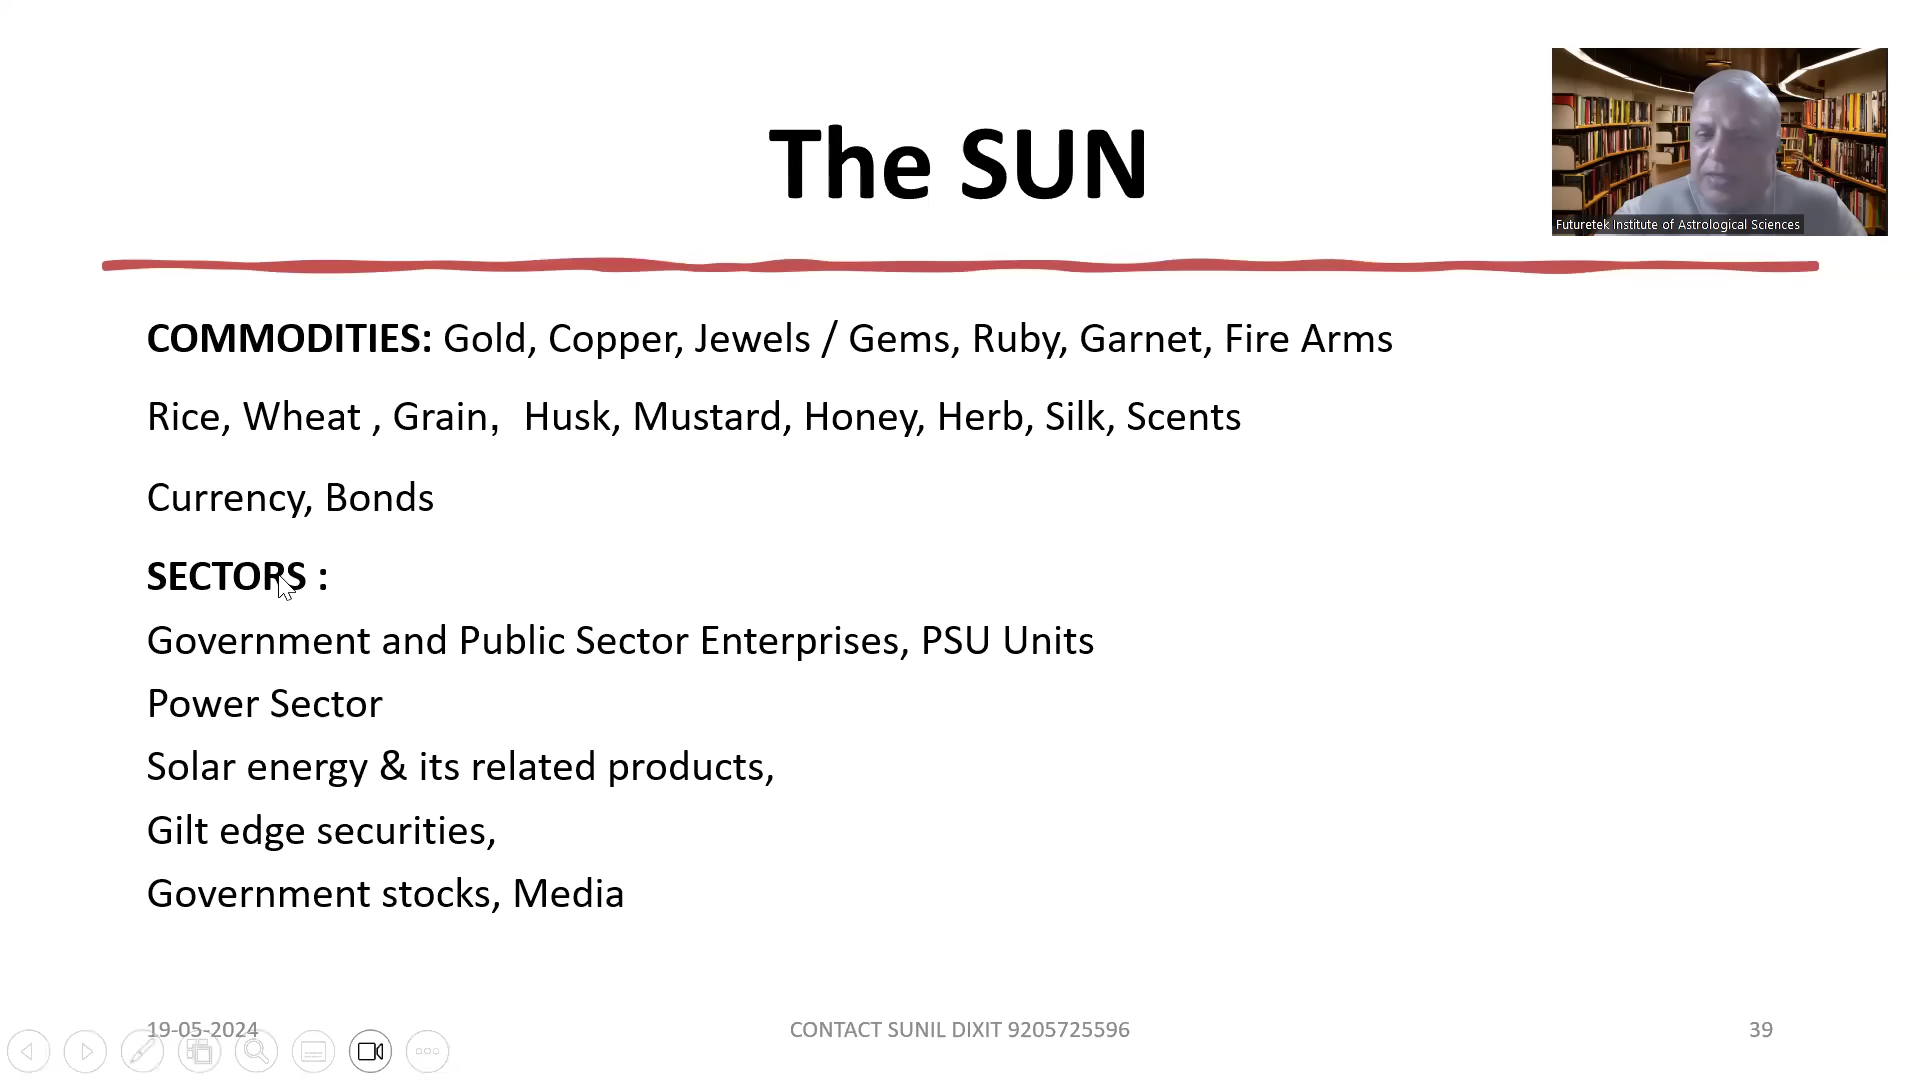 The SUN
Futuretek Institute of Astrological Sciences
COMMODITIES: Gold, Copper, Jewels / Gems, Ruby, Garnet, Fire Arms
Rice, Wheat , Grain, Husk, Mustard, Honey, Herb, Silk, Scents
Currency, Bonds
SECTORS :
Government and Public Sector Enterprises, PSU Units
Power Sector
Solar energy & its related products,
Gilt edge securities,
Government stocks, Media
19-05-2024
CONTACT SUNIL DIXIT 9205725596
39